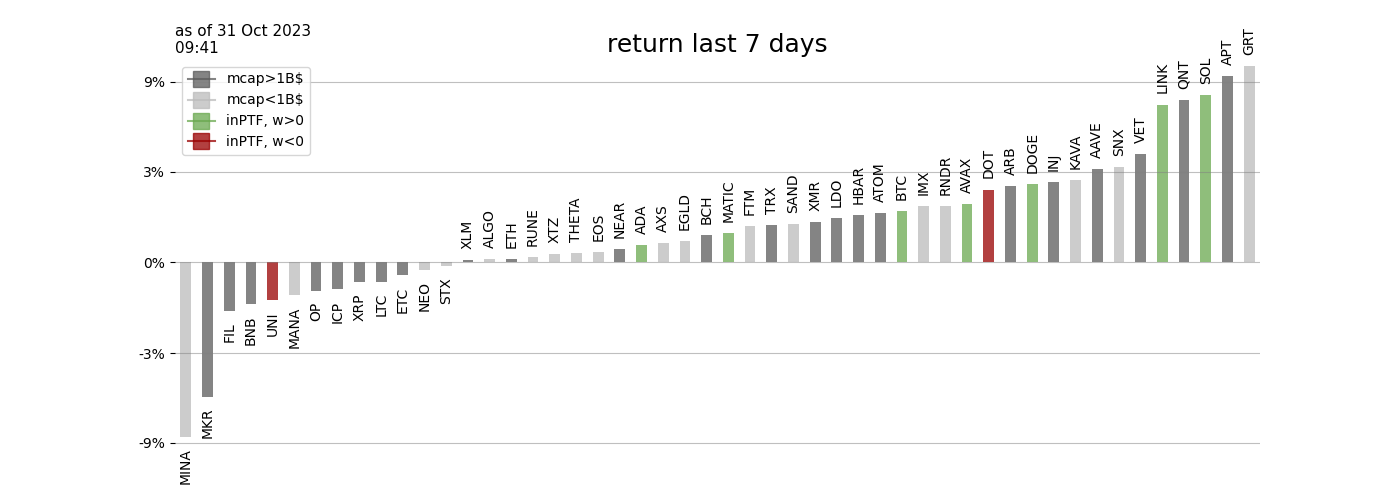 as of 31 Oct 2023
09:41
return last 7 days
mcap>1B$
mcap<1B$
inPTF, w>0
inPTF, w<0
9%
3%
0%
-3%
-9%
MINA
MKR
FIL
BNB
UNI
MANA
OP
ICP
XRP
LTC
ETC
NEO
STX
XLM
ALGO
ETH
RUNE
XTZ
THETA
EOS
NEAR
ADA
AXS
EGLD
BCH
MATIC
FTM
TRX
SAND
XMR
LDO
HBAR
ATOM
BTC
IMX
RNDR
AVAX
DOT
ARB
DOGE
INJ
KAVA
AAVE
SNX
VET
LINK
QNT
SOL
APT
GRT